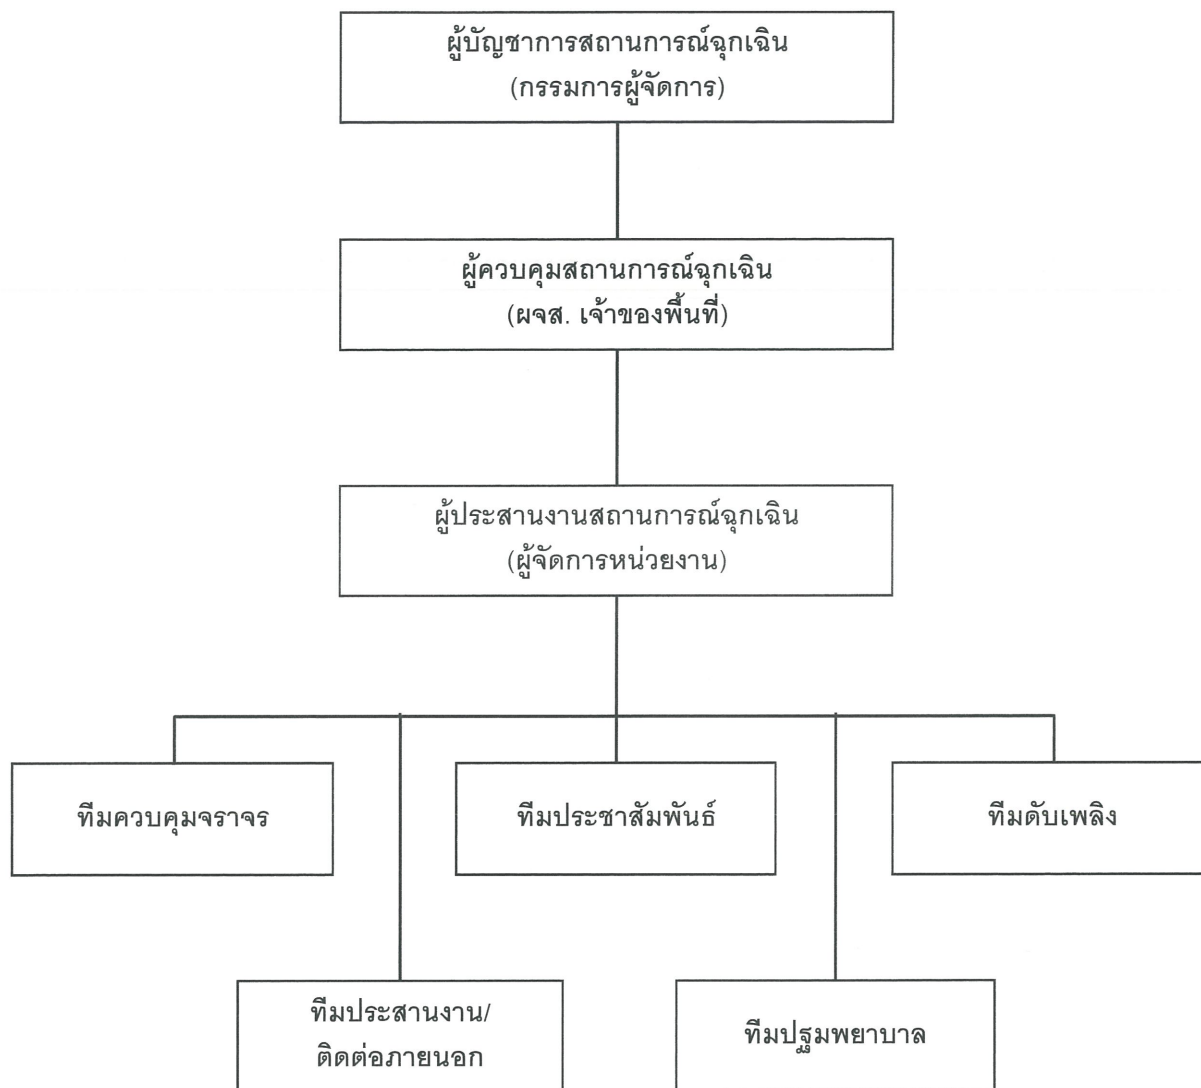 ผู้บัญชาการสถานการณ์ฉุกเฉิน
(กรรมการผู้จัดการ)
ผู้ควบคุมสถานการณ์ฉุกเฉิน
(ผจส. เจ้าของพื้นที่)
ผู้ประสานงานสถานการณ์ฉุกเฉิน
(ผู้จัดการหน่วยงาน)
ทีมควบคุมจราจร
ทีมประชาสัมพันธ์
ทีมดับเพลิง
ทีมประสานงาน/
ติดต่อภายนอก
ทีมปฐมพยาบาล